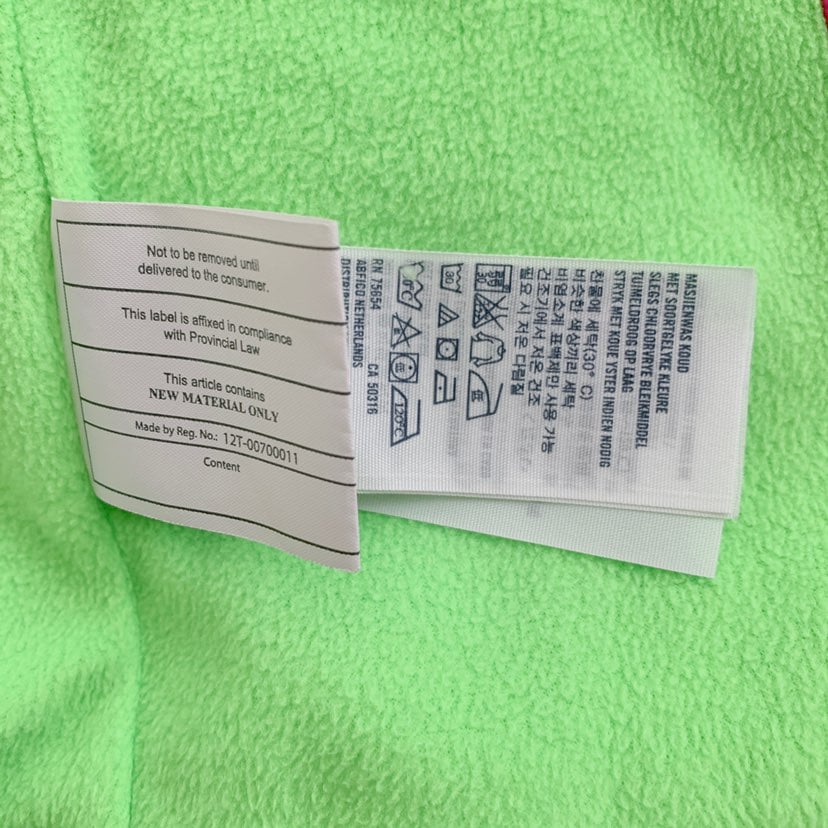 Not to be removed until
delivered to the consumer.
This label is affixed in compliance
with Provincial Law
This article contains
NEW MATERIAL ONLY
Made by Reg. No.: 12T-00700011
Content
MASJIENWAS KOUD
MET SOORTGELYKE KLEURE
SLEGS CHLOORVRYE BLEIKMIDDEL
TUIMELDROOG OP LAAG
STRYK MET KOUE YSTER INDIEN NODIG
찬물에 세탁(30° C)
비슷한 색상끼리 세탁
비염소계 표백제만 사용 가능
건조기에서 저온 건조
필요 시 저온 다림질
30
120°C
RN 75654 CA 50316
ABFICO NETHERLANDS